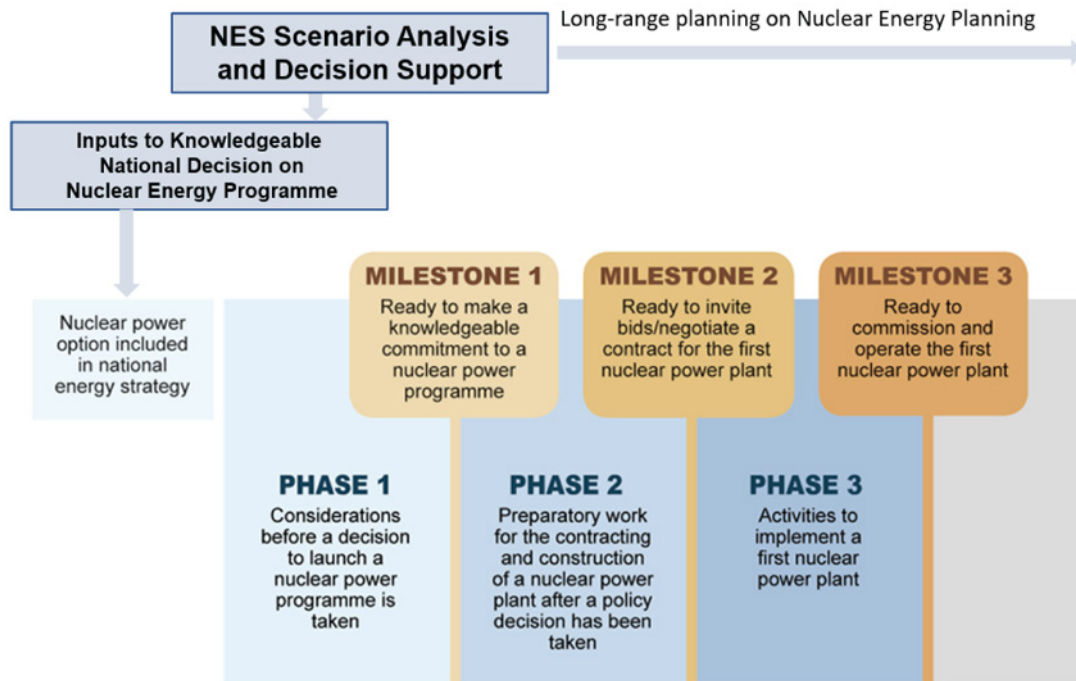 NES Scenario Analysis
and Decision Support
Long-range planning on Nuclear Energy Planning
Inputs to Knowledgeable
National Decision on
Nuclear Energy Programme
Nuclear power
option included
in national
energy strategy
MILESTONE 1
Ready to make a
knowledgeable
commitment to a
nuclear power
programme
MILESTONE 2
Ready to invite
bids/negotiate a
contract for the first
nuclear power plant
MILESTONE 3
Ready to
commission and
operate the first
nuclear power plant
PHASE 1
Considerations
before a decision
to launch a
nuclear power
programme is
taken
PHASE 2
Preparatory work
for the contracting
and construction
of a nuclear power
plant after a policy
decision has been
taken
PHASE 3
Activities to
implement a
first nuclear
power plant